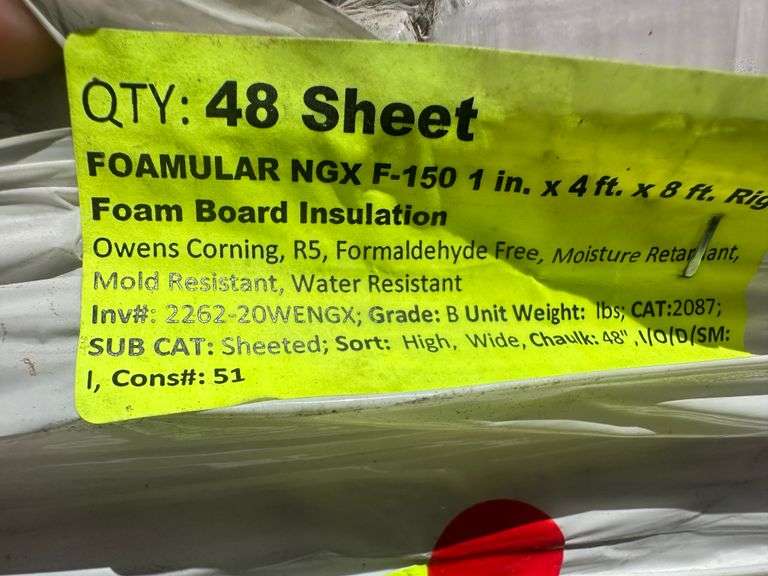 QTY: 48 Sheet
FOAMULAR NGX F-150 1 in. x 4 ft. x 8 ft. Rig
Foam Board Insulation
Owens Corning, R5, Formaldehyde Free, Moisture Retardant,
Mold Resistant, Water Resistant
Inv#: 2262-20WENGX; Grade: B Unit Weight: lbs; CAT:2087;
SUB CAT: Sheeted; Sort: High, Wide, Chaulk: 48" , I/O/D/SM:
I, Cons#: 51